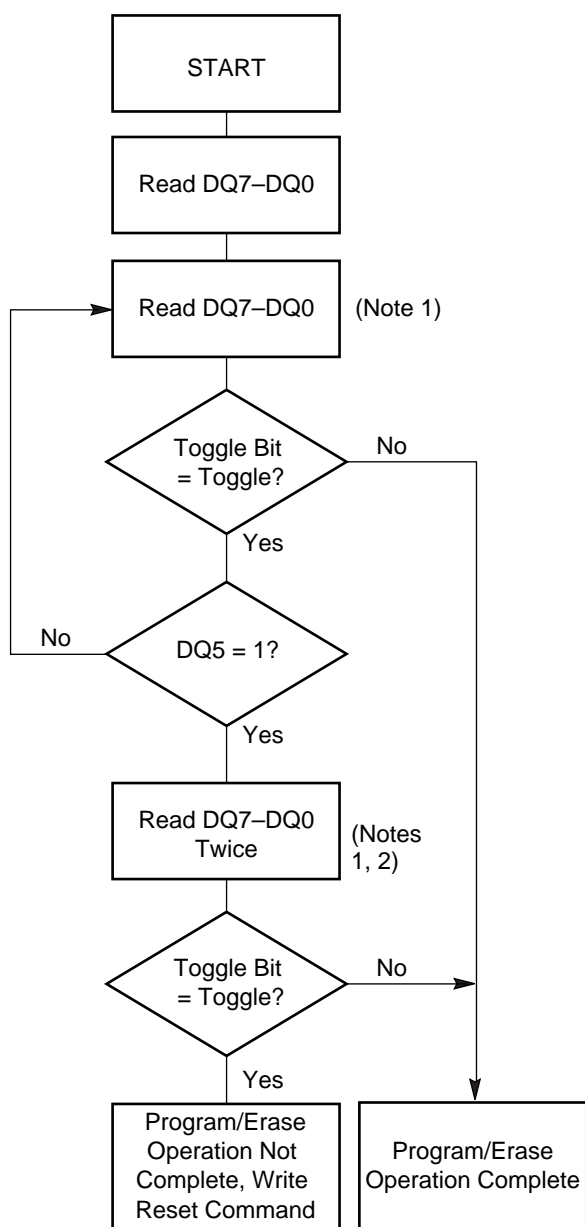 START
Read DQ7–DQ0
Read DQ7–DQ0
(Note 1)
Toggle Bit
= Toggle?
No
Yes
No
DQ5 = 1?
Yes
Read DQ7–DQ0
Twice
(Notes
1, 2)
Toggle Bit
= Toggle?
No
Yes
Program/Erase
Operation Not
Complete, Write
Reset Command
Program/Erase
Operation Complete